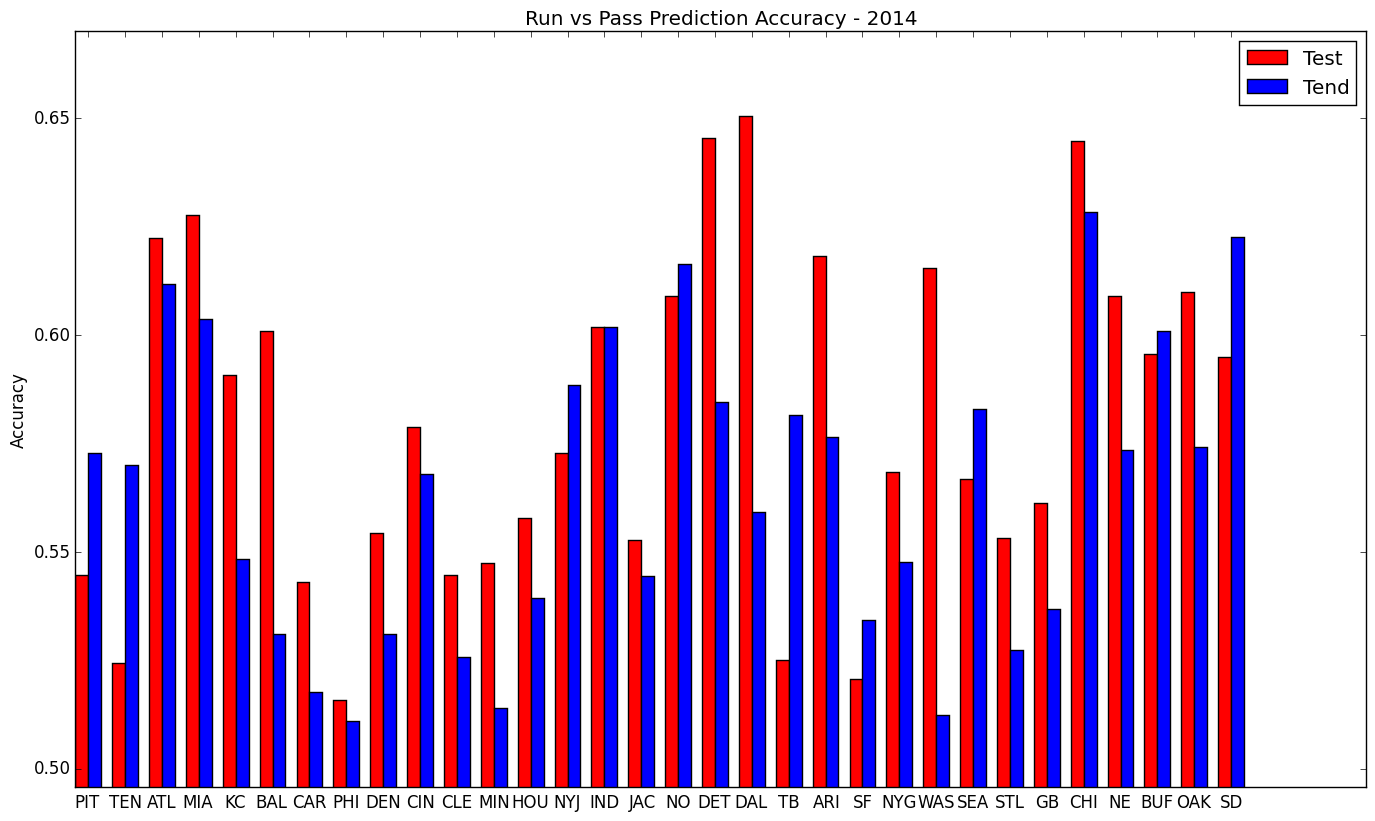 Run vs Pass Prediction Accuracy - 2014
Test
Tend
0.65
0.60
0.55
0.50
Accuracy
PIT TEN ATL MIA KC BAL CAR PHI DEN CIN CLE MIN HOU NYJ IND JAC NO DET DAL TB ARI SF NYG WAS SEA STL GB CHI NE BUF OAK SD